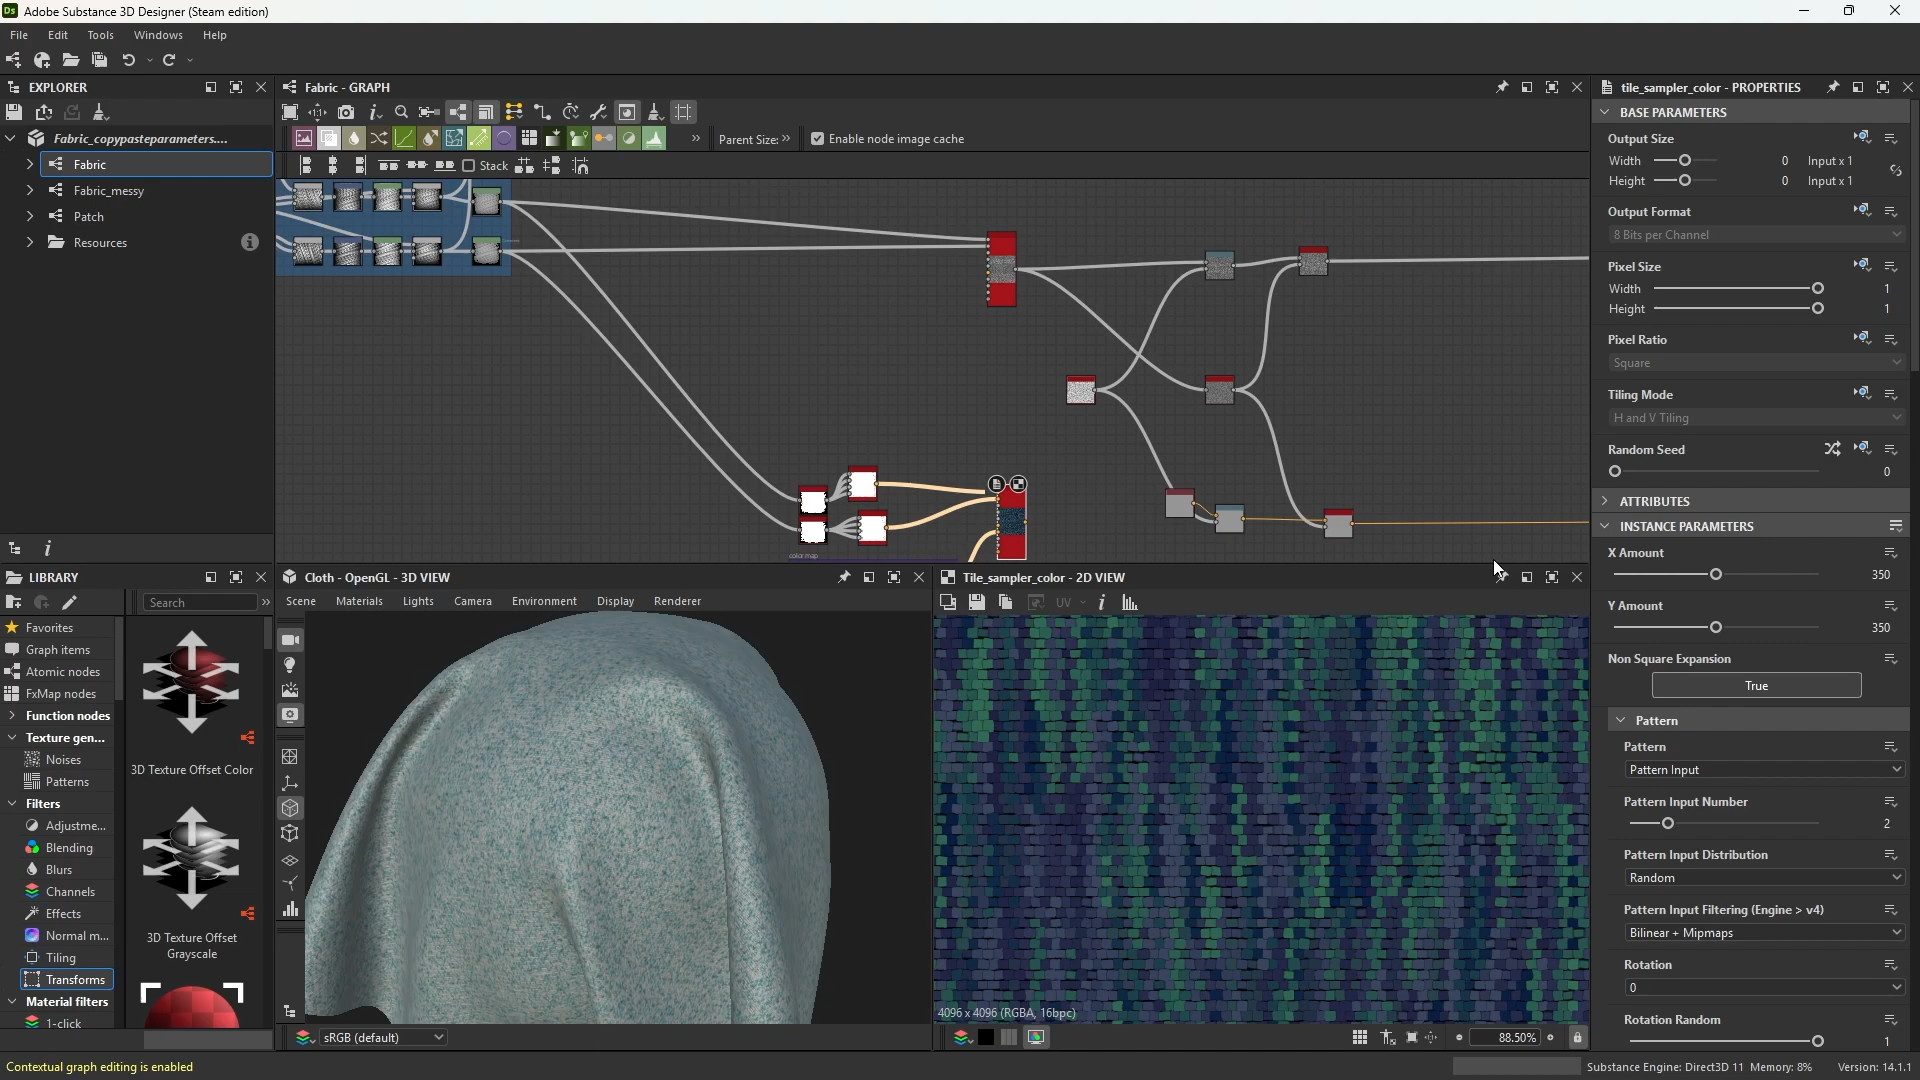 Ds Adobe Substance 3D Designer (Steam edition)
File Edit Tools Windows Help
EXPLORER
Fabric_copypasteparameters....
Fabric
Fabric_messy
Patch
Resources
Fabric - GRAPH
Parent Size: >>
Enable node image cache
Stack
color map
LIBRARY
Search
Favorites
Graph items
Atomic nodes
FxMap nodes
Function nodes
Texture gen...
Noises
Patterns
Filters
Adjustme...
Blending
Blurs
Channels
Effects
Normal m...
Tiling
Transforms
Material filters
1-click
3D Texture Offset Color
3D Texture Offset
Grayscale
Cloth - OpenGL - 3D VIEW
Scene Materials Lights Camera Environment Display Renderer
sRGB (default)
Tile_sampler_color - 2D VIEW
UV
4096 x 4096 (RGBA, 16bpc)
88.50%
tile_sampler_color - PROPERTIES
BASE PARAMETERS
Output Size
Width 0 Input x 1
Height 0 Input x 1
Output Format
8 Bits per Channel
Pixel Size
Width 1
Height 1
Pixel Ratio
Square
Tiling Mode
H and V Tiling
Random Seed
0
ATTRIBUTES
INSTANCE PARAMETERS
X Amount
350
Y Amount
350
Non Square Expansion
True
Pattern
Pattern
Pattern Input
Pattern Input Number
2
Pattern Input Distribution
Random
Pattern Input Filtering (Engine > v4)
Bilinear + Mipmaps
Rotation
0
Rotation Random
1
Contextual graph editing is enabled
Substance Engine: Direct3D 11 Memory: 8% Version: 14.1.1